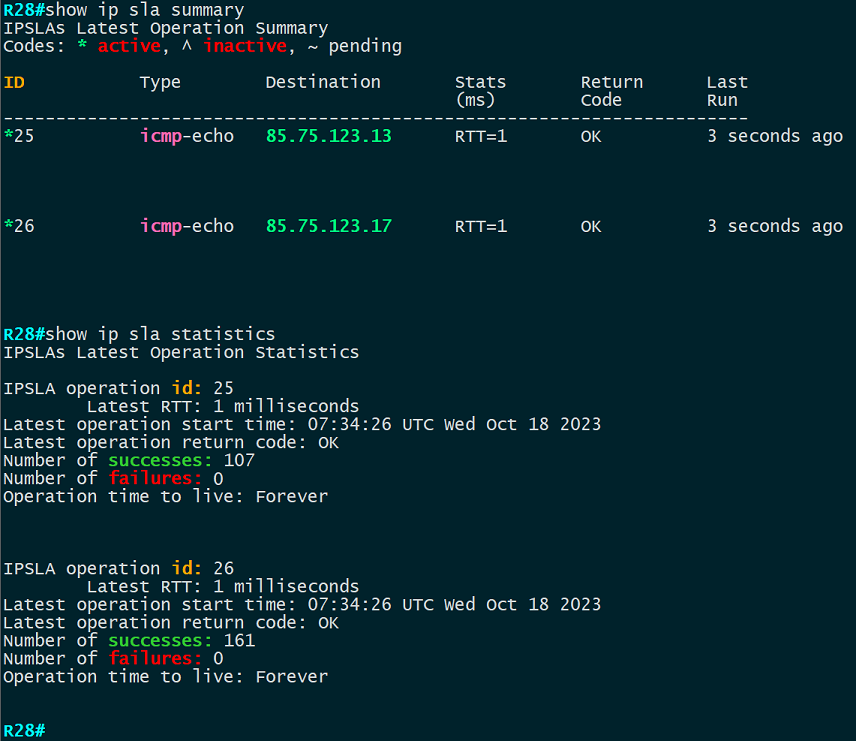 R28#show ip sla summary
IPSLAs Latest Operation Summary
Codes: * active, ^ inactive, ~ pending
ID           Type        Destination       Stats       Return      Last
                                           (ms)        Code        Run
-----------------------------------------------------------------------
*25          icmp-echo   85.75.123.13      RTT=1       OK          3 seconds ago
*26          icmp-echo   85.75.123.17      RTT=1       OK          3 seconds ago
R28#show ip sla statistics
IPSLAs Latest Operation Statistics
IPSLA operation id: 25
        Latest RTT: 1 milliseconds
Latest operation start time: 07:34:26 UTC Wed Oct 18 2023
Latest operation return code: OK
Number of successes: 107
Number of failures: 0
Operation time to live: Forever
IPSLA operation id: 26
        Latest RTT: 1 milliseconds
Latest operation start time: 07:34:26 UTC Wed Oct 18 2023
Latest operation return code: OK
Number of successes: 161
Number of failures: 0
Operation time to live: Forever
R28#